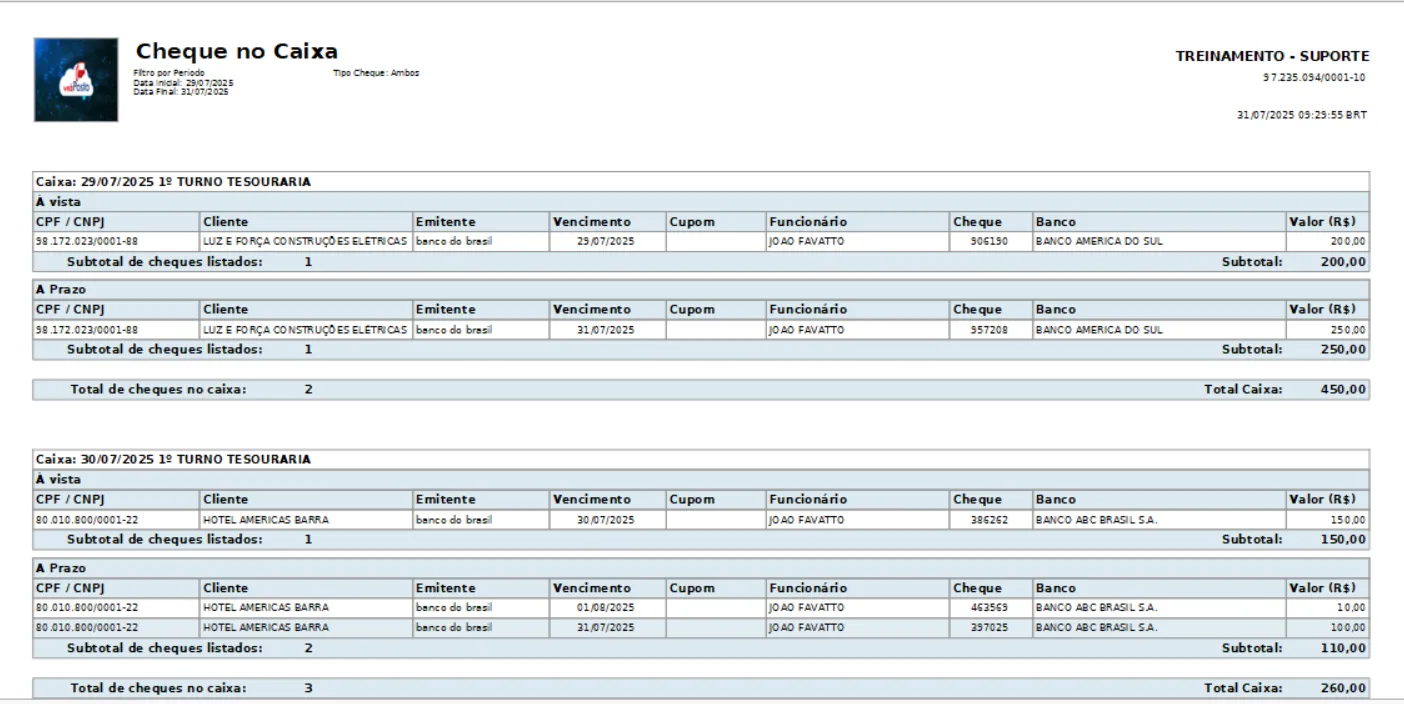 Cheque no Caixa
Filtro por Periodo Tipo Cheque: Ambos
Data Inicial: 29/07/2025
Data Final: 31/07/2025
TREINAMENTO - SUPORTE
97.235.094/0001-10
31/07/2025 09:29:55 BRT
Caixa: 29/07/2025 1º TURNO TESOURARIA
À vista
CPF / CNPJ Cliente Emitente Vencimento Cupom Funcionário Cheque Banco Valor (R$)
98.172.023/0001-88 LUZ E FORÇA CONSTRUÇÕES ELÉTRICAS banco do brasil 29/07/2025 JOAO FAVATTO 906190 BANCO AMERICA DO SUL 200,00
Subtotal de cheques listados: 1 Subtotal: 200,00
A Prazo
CPF / CNPJ Cliente Emitente Vencimento Cupom Funcionário Cheque Banco Valor (R$)
98.172.023/0001-88 LUZ E FORÇA CONSTRUÇÕES ELÉTRICAS banco do brasil 31/07/2025 JOAO FAVATTO 957208 BANCO AMERICA DO SUL 250,00
Subtotal de cheques listados: 1 Subtotal: 250,00
Total de cheques no caixa: 2 Total Caixa: 450,00
Caixa: 30/07/2025 1º TURNO TESOURARIA
À vista
CPF / CNPJ Cliente Emitente Vencimento Cupom Funcionário Cheque Banco Valor (R$)
80.010.800/0001-22 HOTEL AMERICAS BARRA banco do brasil 30/07/2025 JOAO FAVATTO 386262 BANCO ABC BRASIL S.A. 150,00
Subtotal de cheques listados: 1 Subtotal: 150,00
A Prazo
CPF / CNPJ Cliente Emitente Vencimento Cupom Funcionário Cheque Banco Valor (R$)
80.010.800/0001-22 HOTEL AMERICAS BARRA banco do brasil 01/08/2025 JOAO FAVATTO 463569 BANCO ABC BRASIL S.A. 10,00
80.010.800/0001-22 HOTEL AMERICAS BARRA banco do brasil 31/07/2025 JOAO FAVATTO 397025 BANCO ABC BRASIL S.A. 100,00
Subtotal de cheques listados: 2 Subtotal: 110,00
Total de cheques no caixa: 3 Total Caixa: 260,00